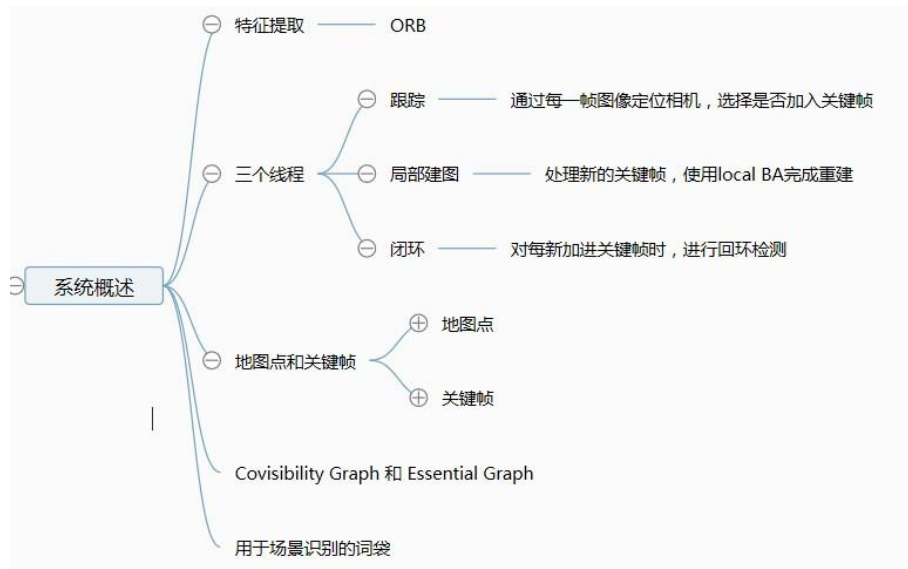 特征提取
ORB
跟踪
通过每一帧图像定位相机，选择是否加入关键帧
三个线程
局部建图
处理新的关键帧，使用local BA完成重建
闭环
对每新加进关键帧时，进行回环检测
系统概述
地图点
地图点和关键帧
关键帧
Covisibility Graph 和 Essential Graph
用于场景识别的词袋